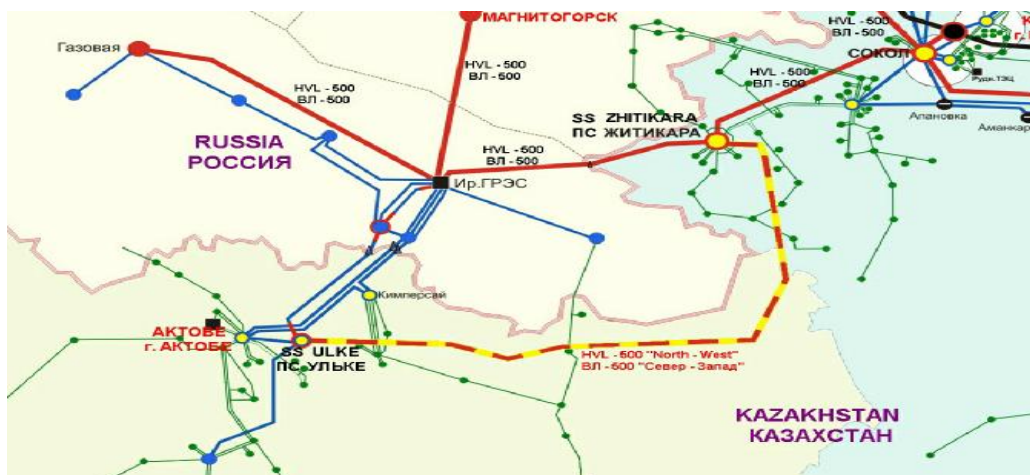 МАГНИТОГОРСК
Газовая
HVL - 500
ВЛ - 500
HVL - 500
ВЛ - 500
HVL - 500
ВЛ - 500
СОКОЛ
Рудн.ТЭЦ
HVL - 500
ВЛ - 500
Апановка
SS ZHITIKARA
ПС ЖИТИКАРА
RUSSIA
РОССИЯ
HVL - 500
ВЛ - 500
Ир.ГРЭС
Кимперсай
АКТОБЕ
г. АКТОБЕ
SS ULKE
ПС УЛЬКЕ
HVL - 500 "North - West"
ВЛ - 500 "Север - Запад"
KAZAKHSTAN
КАЗАХСТАН